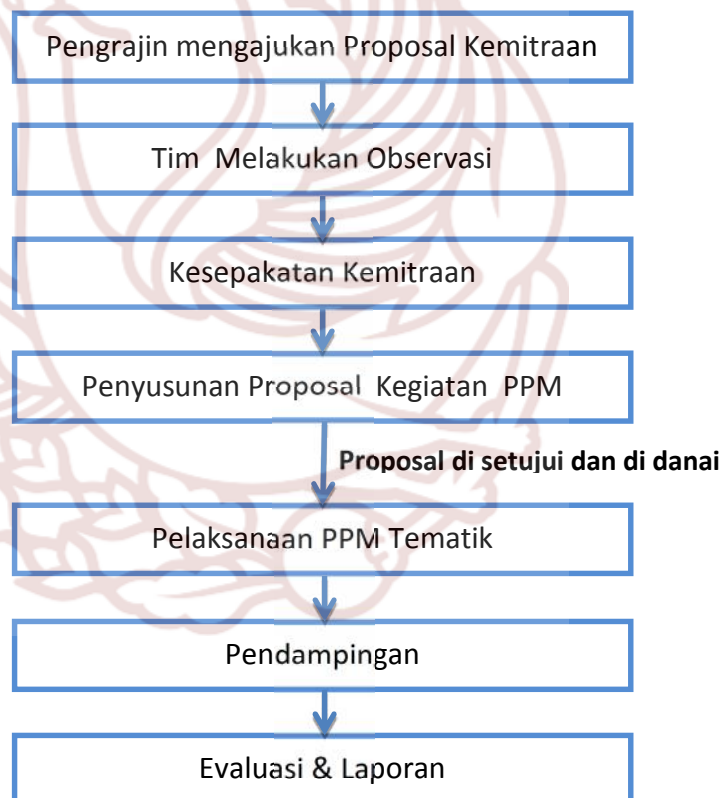 Pengrajin mengajukan Proposal Kemitraan
Tim Melakukan Observasi
Kesepakatan Kemitraan
Penyusunan Proposal Kegiatan PPM
Proposal di setujui dan di danai
Pelaksanaan PPM Tematik
Pendampingan
Evaluasi & Laporan